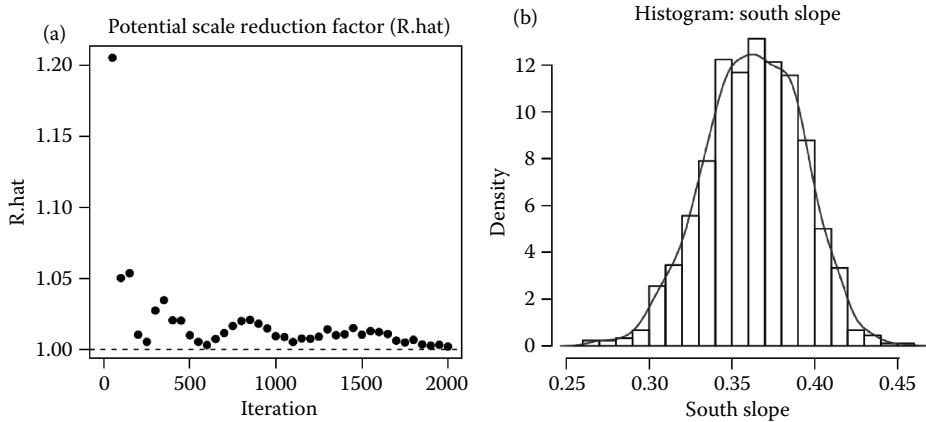 (a)
Potential scale reduction factor (R.hat)
R.hat
1.20
1.15
1.10
1.05
1.00
0
500
1000
1500
2000
Iteration
(b)
Histogram: south slope
Density
12
10
8
6
4
2
0
0.25
0.30
0.35
0.40
0.45
South slope